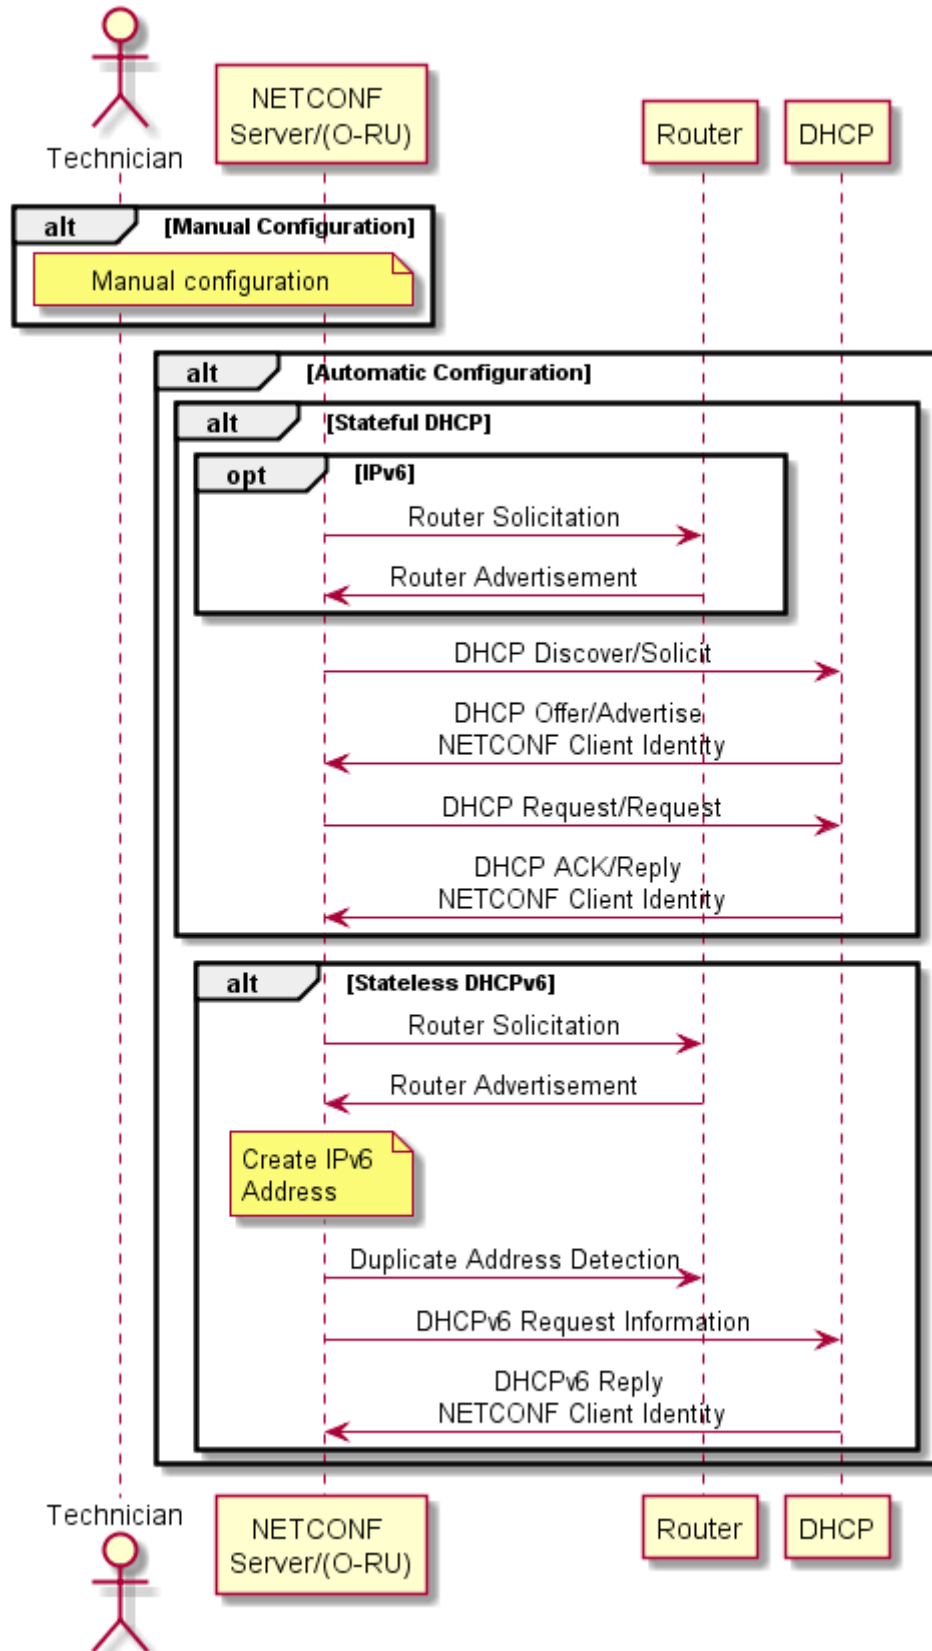 Technician
NETCONF
Server/(O-RU)
Router
DHCP
alt
[Manual Configuration]
Manual configuration
alt
[Automatic Configuration]
alt
[Stateful DHCP]
opt
[IPv6]
Router Solicitation
Router Advertisement
DHCP Discover/Solicit
DHCP Offer/Advertise
NETCONF Client Identity
DHCP Request/Request
DHCP ACK/Reply
NETCONF Client Identity
alt
[Stateless DHCPv6]
Router Solicitation
Router Advertisement
Create IPv6
Address
Duplicate Address Detection
DHCPv6 Request Information
DHCPv6 Reply
NETCONF Client Identity
Technician
NETCONF
Server/(O-RU)
Router
DHCP